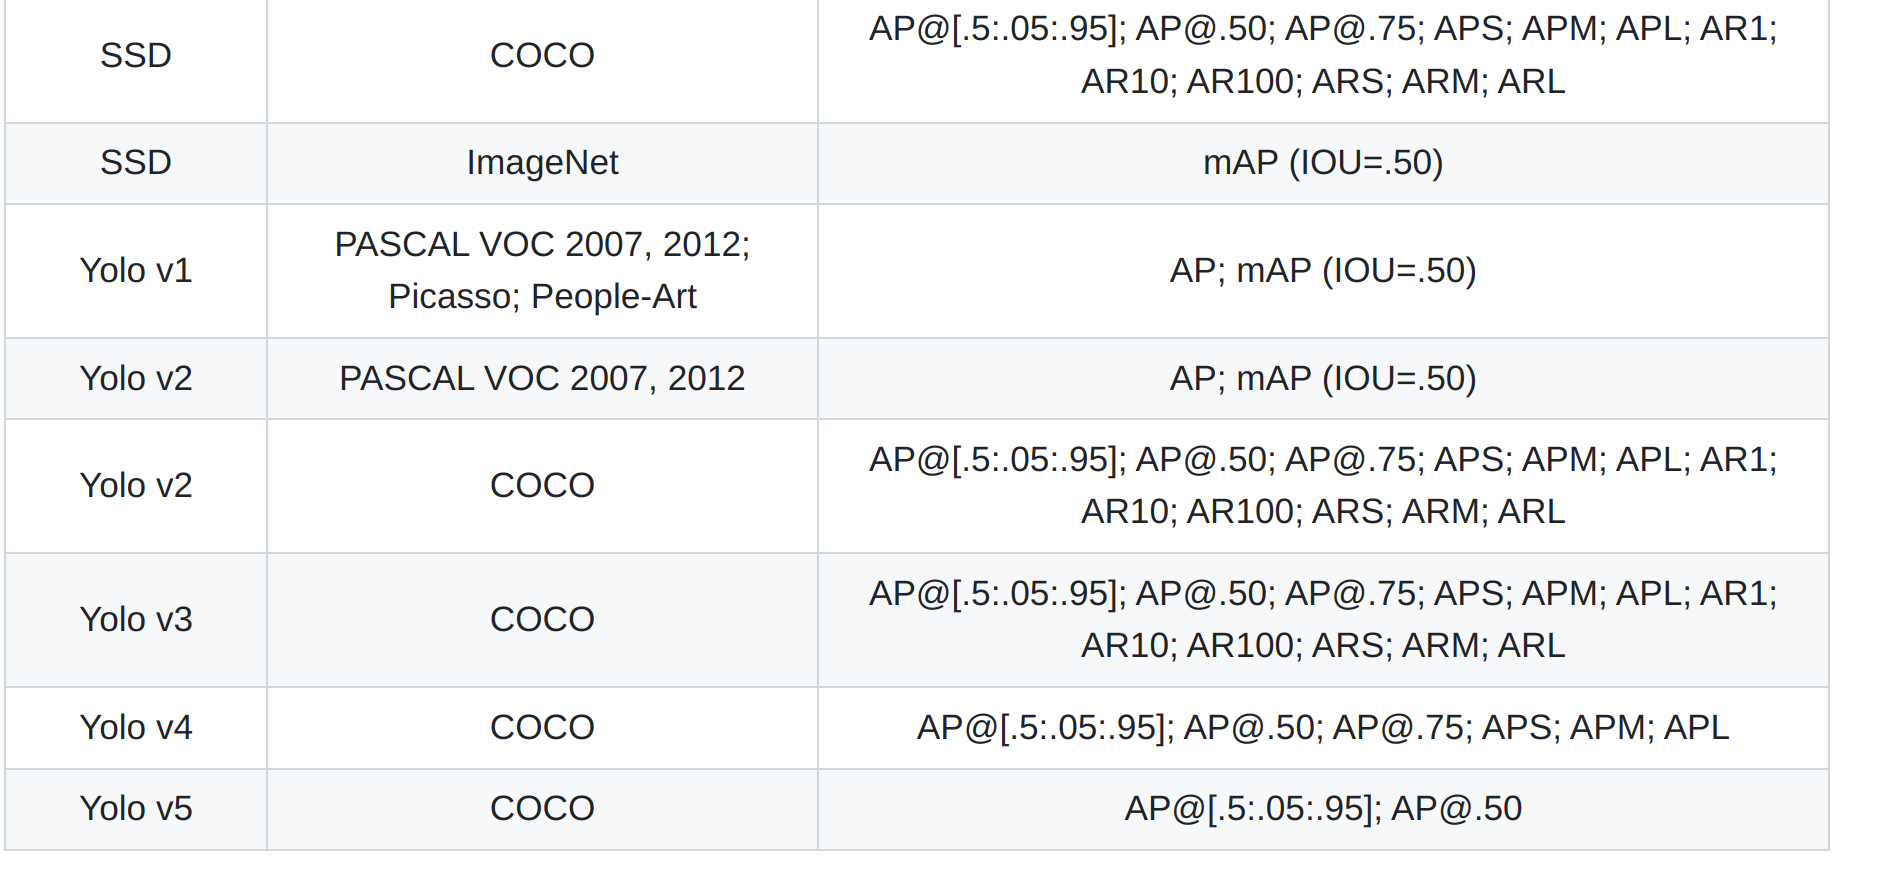 SSD COCO AP@[.5:.05:.95]; AP@.50; AP@.75; APS; APM; APL; AR1;
AR10; AR100; ARS; ARM; ARL
SSD ImageNet mAP (IOU=.50)
Yolo v1 PASCAL VOC 2007, 2012;
Picasso; People-Art AP; mAP (IOU=.50)
Yolo v2 PASCAL VOC 2007, 2012 AP; mAP (IOU=.50)
Yolo v2 COCO AP@[.5:.05:.95]; AP@.50; AP@.75; APS; APM; APL; AR1;
AR10; AR100; ARS; ARM; ARL
Yolo v3 COCO AP@[.5:.05:.95]; AP@.50; AP@.75; APS; APM; APL; AR1;
AR10; AR100; ARS; ARM; ARL
Yolo v4 COCO AP@[.5:.05:.95]; AP@.50; AP@.75; APS; APM; APL
Yolo v5 COCO AP@[.5:.05:.95]; AP@.50